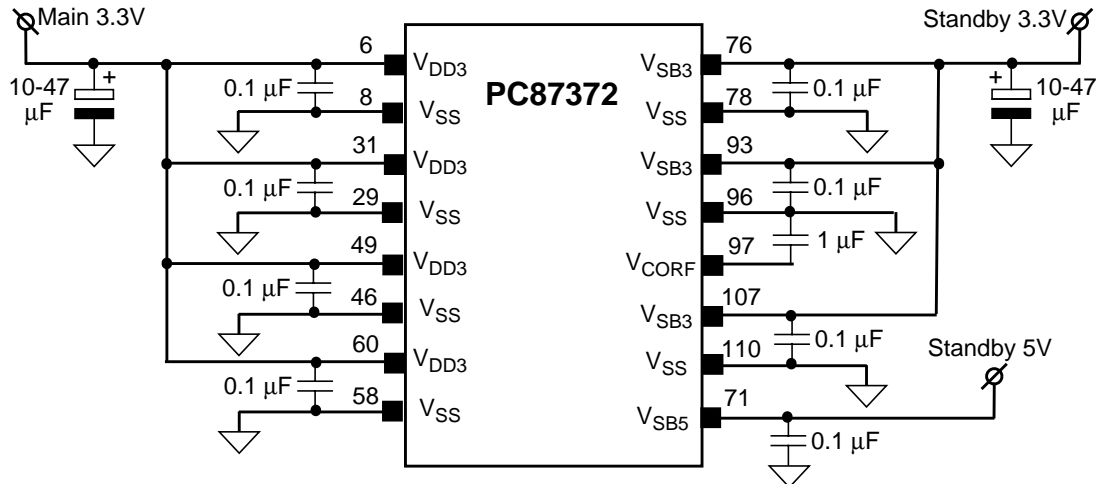 Main 3.3V
Standby 3.3V
10-47
µF
+
PC87372
6
VDD3
0.1 µF
8
VSS
31
VDD3
0.1 µF
29
VSS
49
VDD3
0.1 µF
46
VSS
60
VDD3
0.1 µF
58
VSS
76
VSB3
0.1 µF
78
VSS
93
VSB3
0.1 µF
96
VSS
1 µF
97
VCORF
107
VSB3
0.1 µF
110
VSS
71
VSB5
0.1 µF
+
10-47
µF
Standby 5V